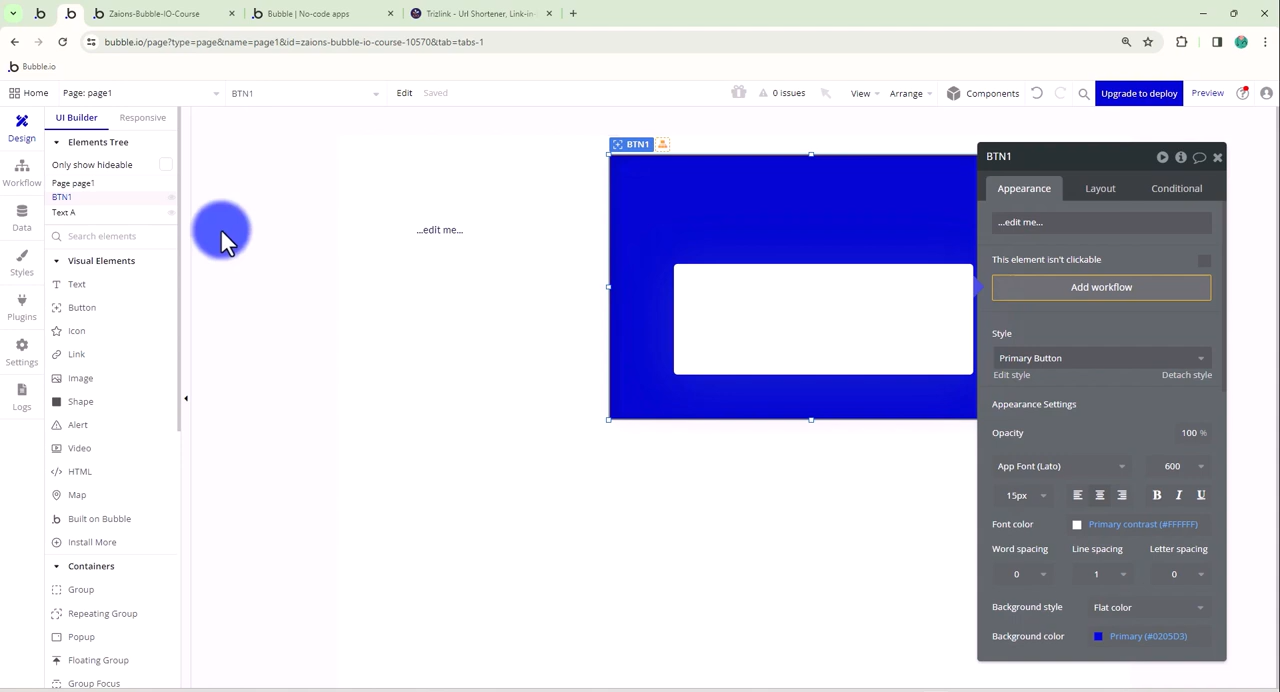 Zaions-Bubble-IO-Course
Bubble | No-code apps
Trizlink - Url Shortener, Link-in-
bubble.io/page?type=page&name=page1&id=zaions-bubble-io-course-10570&tab=tabs-1
Bubble.io
Home
Page: page1
BTN1
Edit
Saved
0 issues
View
Arrange
Components
Upgrade to deploy
Preview
Design
Workflow
Data
Styles
Plugins
Settings
Logs
UI Builder
Responsive
Elements Tree
Only show hideable
Page page1
BTN1
Text A
Search elements
Visual Elements
Text
Button
Icon
Link
Image
Shape
Alert
Video
HTML
Map
Built on Bubble
Install More
Containers
Group
Repeating Group
Popup
Floating Group
Group Focus
...edit me...
BTN1
BTN1
Appearance
Layout
Conditional
...edit me...
This element isn't clickable
Add workflow
Style
Primary Button
Edit style
Detach style
Appearance Settings
Opacity
100 %
App Font (Lato)
600
15px
B
I
U
Font color
Primary contrast (#FFFFFF)
Word spacing
Line spacing
Letter spacing
0
1
0
Background style
Flat color
Background color
Primary (#0205D3)